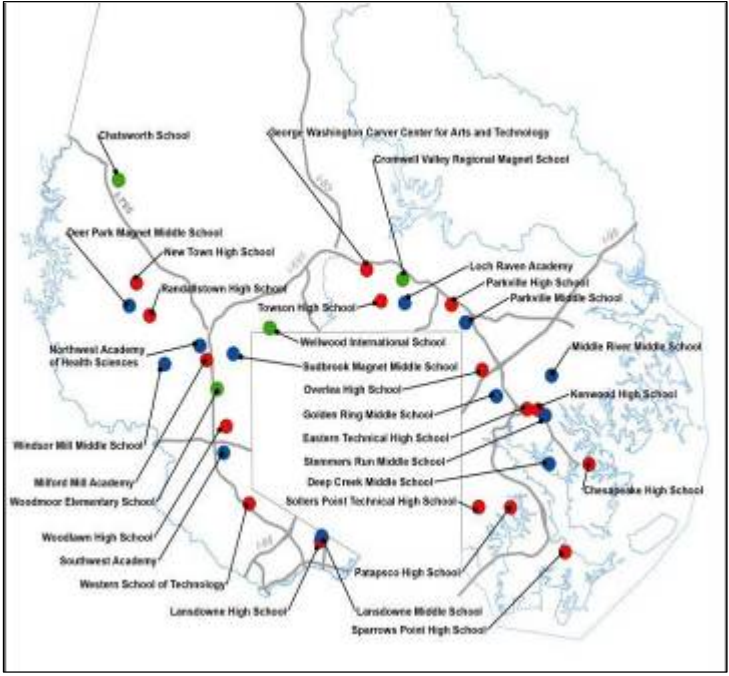 Chatsworth School
George Washington Carver Center for Arts and Technology
Cromwell Valley Regional Magnet School
I-795
I-83
I-95
Deer Park Magnet Middle School
New Town High School
I-695
Loch Raven Academy
Randallstown High School
Parkville High School
Towson High School
Parkville Middle School
Wellwood International School
Northwest Academy
of Health Sciences
Middle River Middle School
Sudbrook Magnet Middle School
Overlea High School
Kenwood High School
Golden Ring Middle School
Windsor Mill Middle School
Eastern Technical High School
Stemmers Run Middle School
Milford Mill Academy
Deep Creek Middle School
Chesapeake High School
Woodmoor Elementary School
Sollers Point Technical High School
Woodlawn High School
I-95
Southwest Academy
Patapsco High School
Western School of Technology
Lansdowne High School
Lansdowne Middle School
Sparrows Point High School